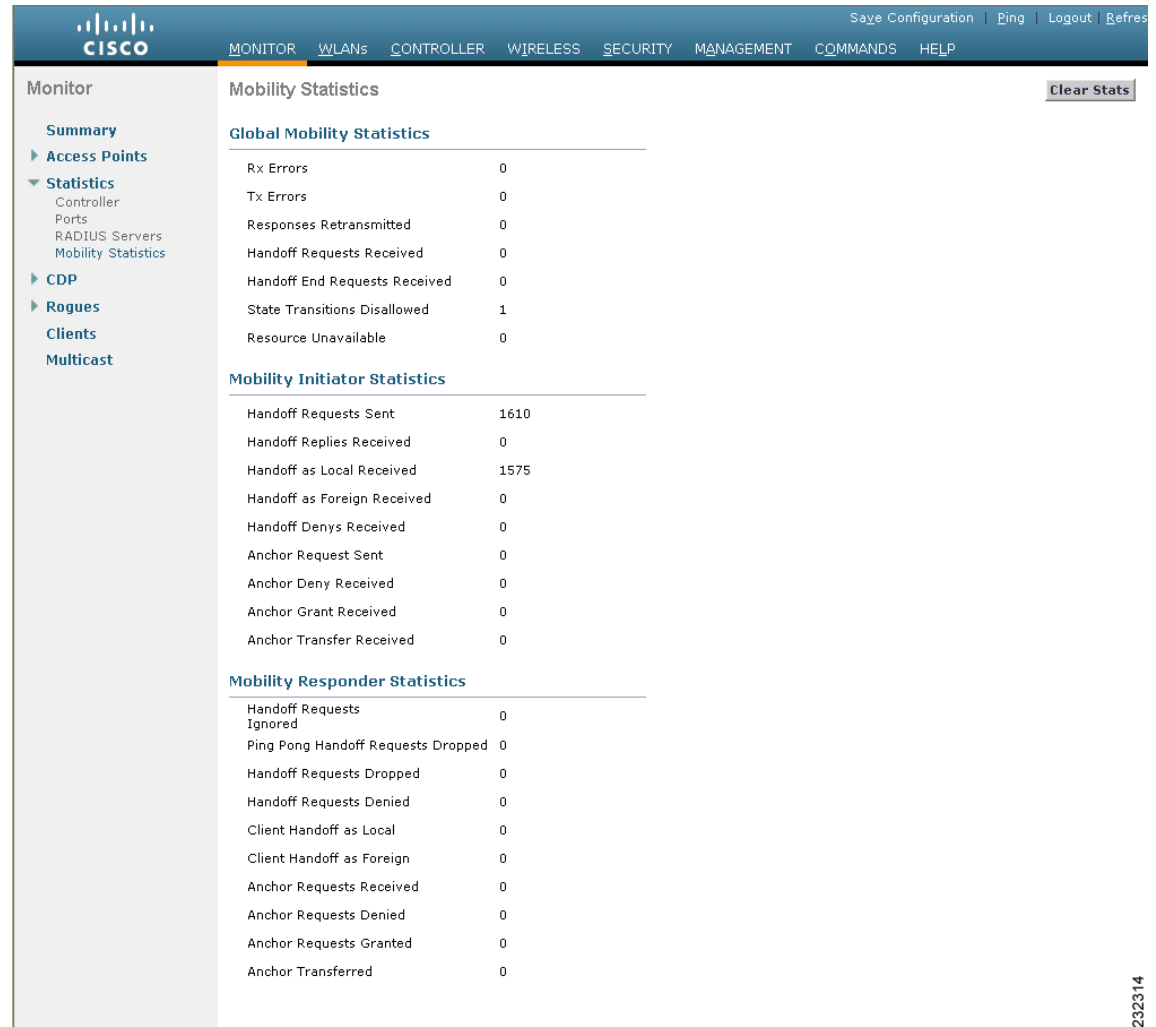 Save Configuration | Ping | Logout | Refres
CISCO
MONITOR WLANs CONTROLLER WIRELESS SECURITY MANAGEMENT COMMANDS HELP
Monitor
Summary
Access Points
Statistics
Controller
Ports
RADIUS Servers
Mobility Statistics
CDP
Rogues
Clients
Multicast
Mobility Statistics
Clear Stats
Global Mobility Statistics
Rx Errors 0
Tx Errors 0
Responses Retransmitted 0
Handoff Requests Received 0
Handoff End Requests Received 0
State Transitions Disallowed 1
Resource Unavailable 0
Mobility Initiator Statistics
Handoff Requests Sent 1610
Handoff Replies Received 0
Handoff as Local Received 1575
Handoff as Foreign Received 0
Handoff Denys Received 0
Anchor Request Sent 0
Anchor Deny Received 0
Anchor Grant Received 0
Anchor Transfer Received 0
Mobility Responder Statistics
Handoff Requests
Ignored 0
Ping Pong Handoff Requests Dropped 0
Handoff Requests Dropped 0
Handoff Requests Denied 0
Client Handoff as Local 0
Client Handoff as Foreign 0
Anchor Requests Received 0
Anchor Requests Denied 0
Anchor Requests Granted 0
Anchor Transferred 0
232314